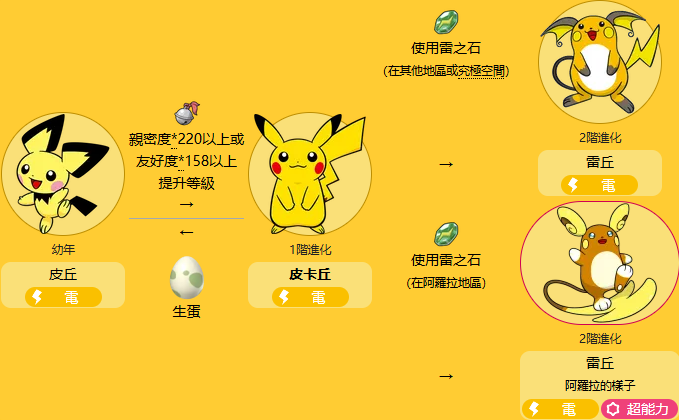 使用雷之石
(在其他地區或究極空間)
親密度*220以上或
友好度*158以上
提升等級
→
←
生蛋
幼年
皮丘
電
1階進化
皮卡丘
電
→
2階進化
雷丘
電
使用雷之石
(在阿羅拉地區)
→
2階進化
雷丘
阿羅拉的樣子
電 超能力